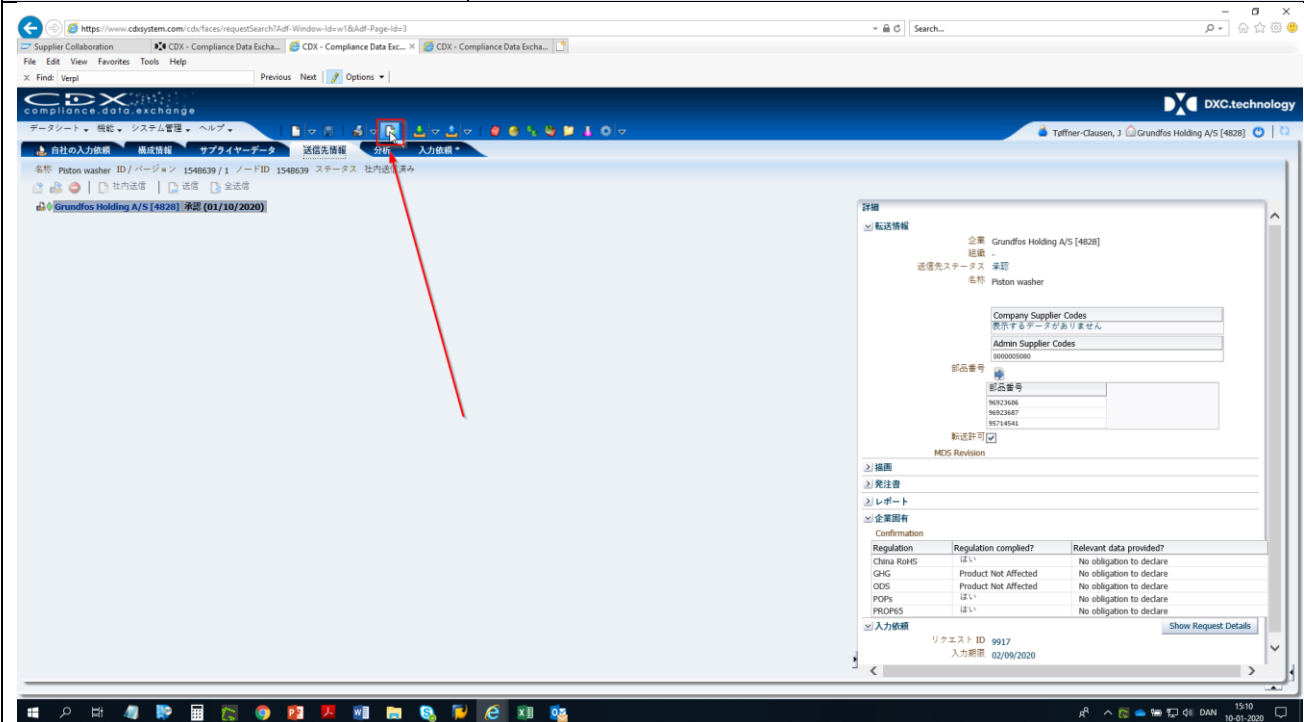 https://www.cdxsystem.com/cdx/faces/requestSearch?Adf-Window-Id=w1&Adf-Page-Id=3
Search...
Supplier Collaboration
CDX - Compliance Data Excha...
CDX - Compliance Data Exc...
CDX - Compliance Data Excha...
File Edit View Favorites Tools Help
Find: Verpl Previous Next Options
CDX
compliance.data.exchange
DXC.technology
データシート 機能 システム管理 ヘルプ
Tøffner-Clausen, J Grundfos Holding A/S [4828]
自社の入力依頼 構成情報 サプライヤーデータ 送信先情報 分析 入力依頼 *
名称 Piston washer ID / バージョン 1548639 / 1 ノードID 1548639 ステータス 社内送信済み
社内送信 送信 全送信
Grundfos Holding A/S [4828] 承認 (01/10/2020)
詳細
転送情報
企業 Grundfos Holding A/S [4828]
組織 -
送信先ステータス 承認
名称 Piston washer
Company Supplier Codes
表示するデータがありません
Admin Supplier Codes
0000005080
部品番号
部品番号
96923686
96923687
95714541
転送許可
MDS Revision
描画
発注書
レポート
企業固有
Confirmation
Regulation Regulation complied? Relevant data provided?
China RoHS はい No obligation to declare
GHG Product Not Affected No obligation to declare
ODS Product Not Affected No obligation to declare
POPs はい No obligation to declare
PROP65 はい No obligation to declare
入力依頼 Show Request Details
リクエスト ID 9917
入力期限 02/09/2020
DAN 15:10
10-01-2020